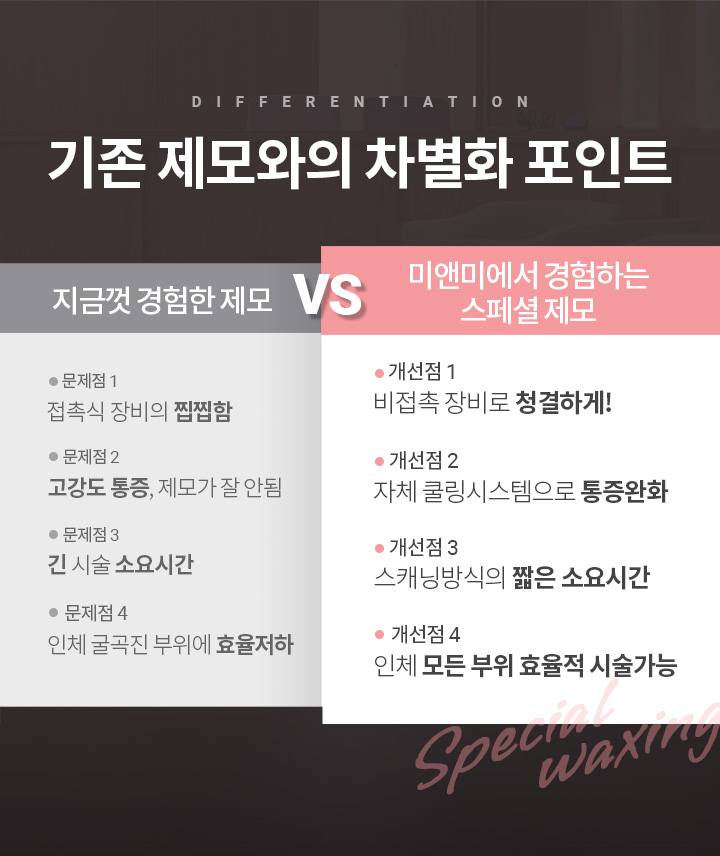 DIFFERENTIATION
기존 제모와의 차별화 포인트
지금껏 경험한 제모
VS
미앤미에서 경험하는
스페셜 제모
문제점 1
접촉식 장비의 찝찝함
문제점 2
고강도 통증, 제모가 잘 안됨
문제점 3
긴 시술 소요시간
문제점 4
인체 굴곡진 부위에 효율저하
개선점 1
비접촉 장비로 청결하게!
개선점 2
자체 쿨링시스템으로 통증완화
개선점 3
스캐닝방식의 짧은 소요시간
개선점 4
인체 모든 부위 효율적 시술가능
Special
waxing